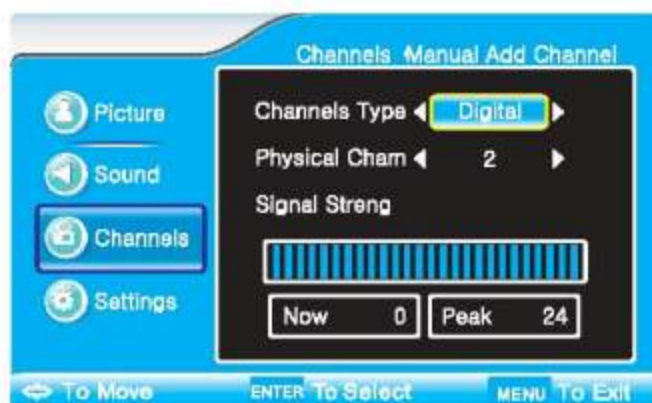 Channels Manual Add Channel
Picture
Sound
Channels
Settings
Channels Type Digital
Physical Cham 2
Signal Streng
Now 0 Peak 24
To Move ENTER To Select MENU To Exit